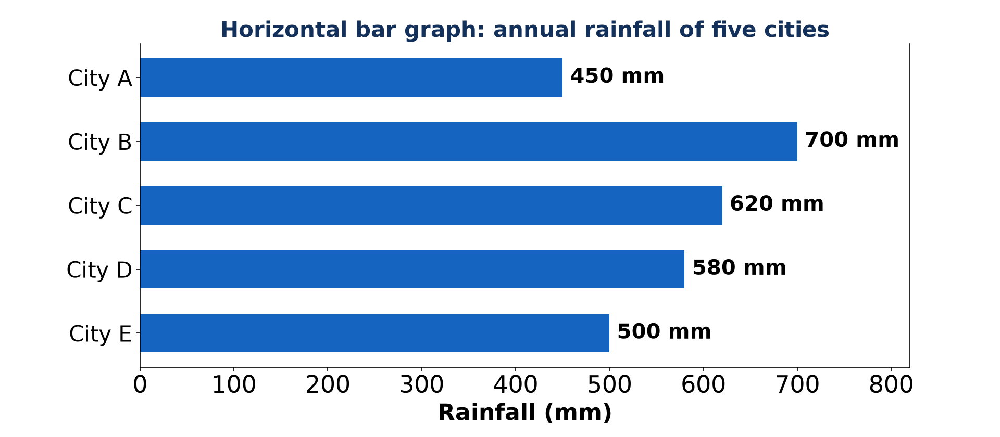 Horizontal bar graph: annual rainfall of five cities
City A 450 mm
City B 700 mm
City C 620 mm
City D 580 mm
City E 500 mm
0 100 200 300 400 500 600 700 800
Rainfall (mm)